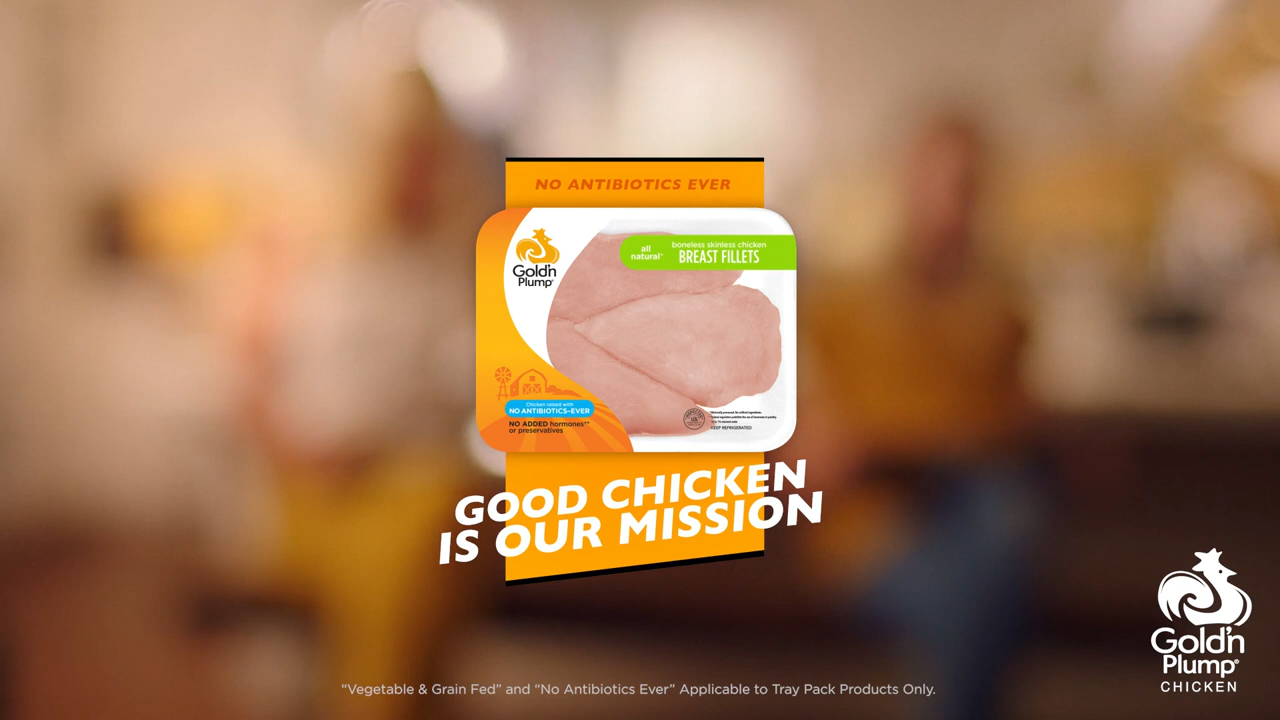 NO ANTIBIOTICS EVER
Gold'n
Plump®
all
natural*
boneless skinless chicken
BREAST FILLETS
Chicken raised with
NO ANTIBIOTICS–EVER
NO ADDED hormones**
or preservatives
KEEP REFRIGERATED
GOOD CHICKEN
IS OUR MISSION
Gold'n
Plump®
CHICKEN
“Vegetable & Grain Fed” and “No Antibiotics Ever” Applicable to Tray Pack Products Only.